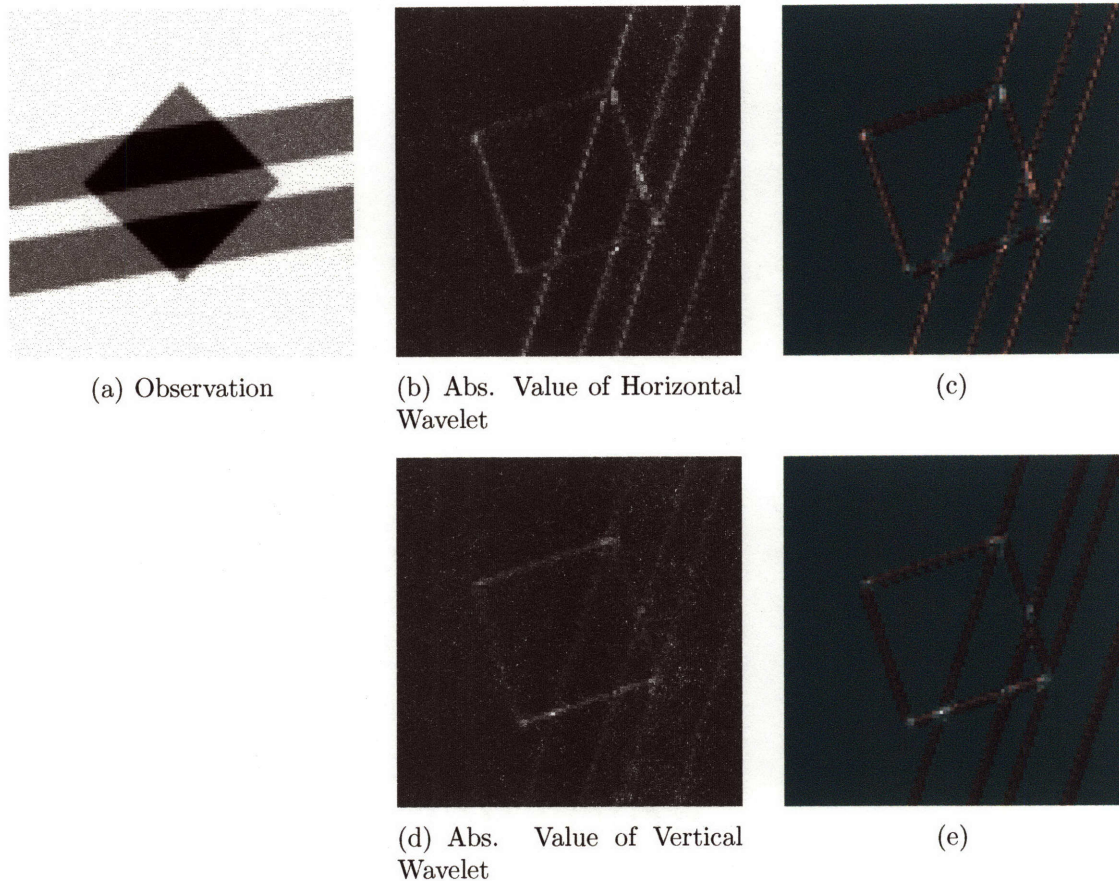 (a) Observation
(b) Abs. Value of Horizontal
Wavelet
(c)
(d) Abs. Value of Vertical
Wavelet
(e)